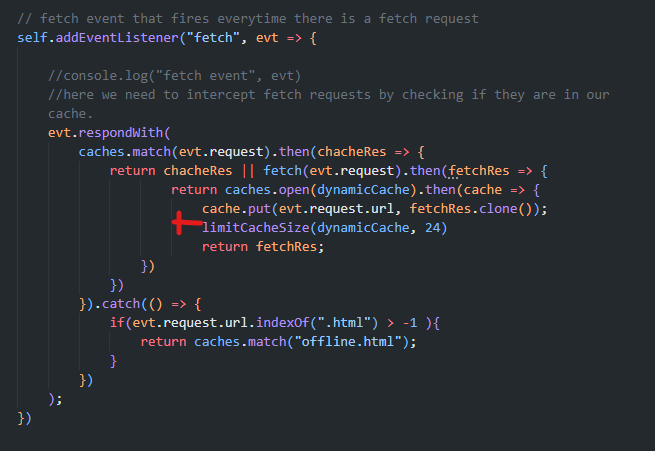 // fetch event that fires everytime there is a fetch request
self.addEventListener("fetch", evt => {
//console.log("fetch event", evt)
//here we need to intercept fetch requests by checking if they are in our
cache.
evt.respondWith(
caches.match(evt.request).then(chacheRes => {
return chacheRes || fetch(evt.request).then(fetchRes => {
return caches.open(dynamicCache).then(cache => {
cache.put(evt.request.url, fetchRes.clone());
limitCacheSize(dynamicCache, 24)
return fetchRes;
})
})
}).catch(() => {
if(evt.request.url.indexOf(".html") > -1 ){
return caches.match("offline.html");
}
})
);
})